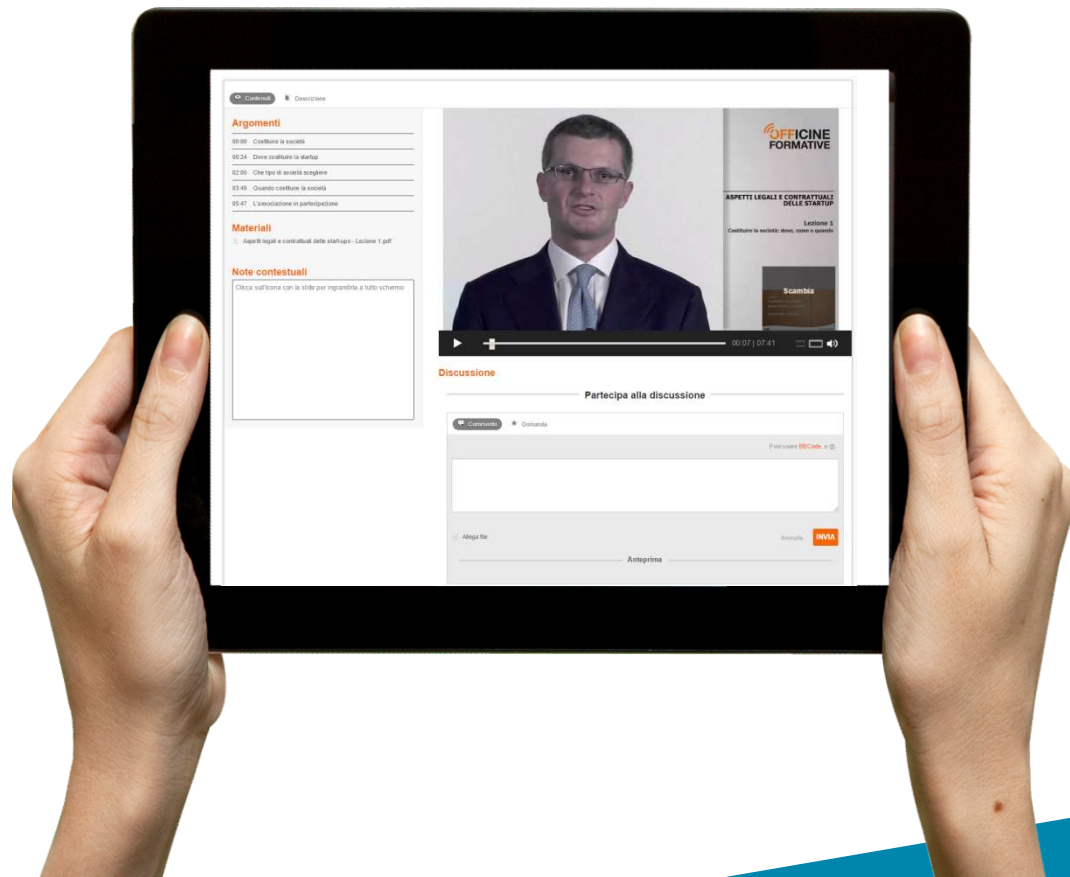 Contenuti
Descrizione
Argomenti
00:00 Costituire la società
00:24 Dove costituire la startup
02:00 Che tipo di società scegliere
03:49 Quando costituire la società
05:47 L'associazione in partecipazione
Materiali
Aspetti legali e contrattuali delle start-ups - Lezione 1.pdf
Note contestuali
Clicca sull'icona con la slide per ingrandirla a tutto schermo
OFFICINE
FORMATIVE
ASPETTI LEGALI E CONTRATTUALI
DELLE STARTUP
Lezione 1
Costituire la società: dove, come e quando
Scambia
00:07 | 07:41
Discussione
Partecipa alla discussione
Commento
Domanda
Puoi usare BBCode e
Allega file
Annulla
INVIA
Anteprima